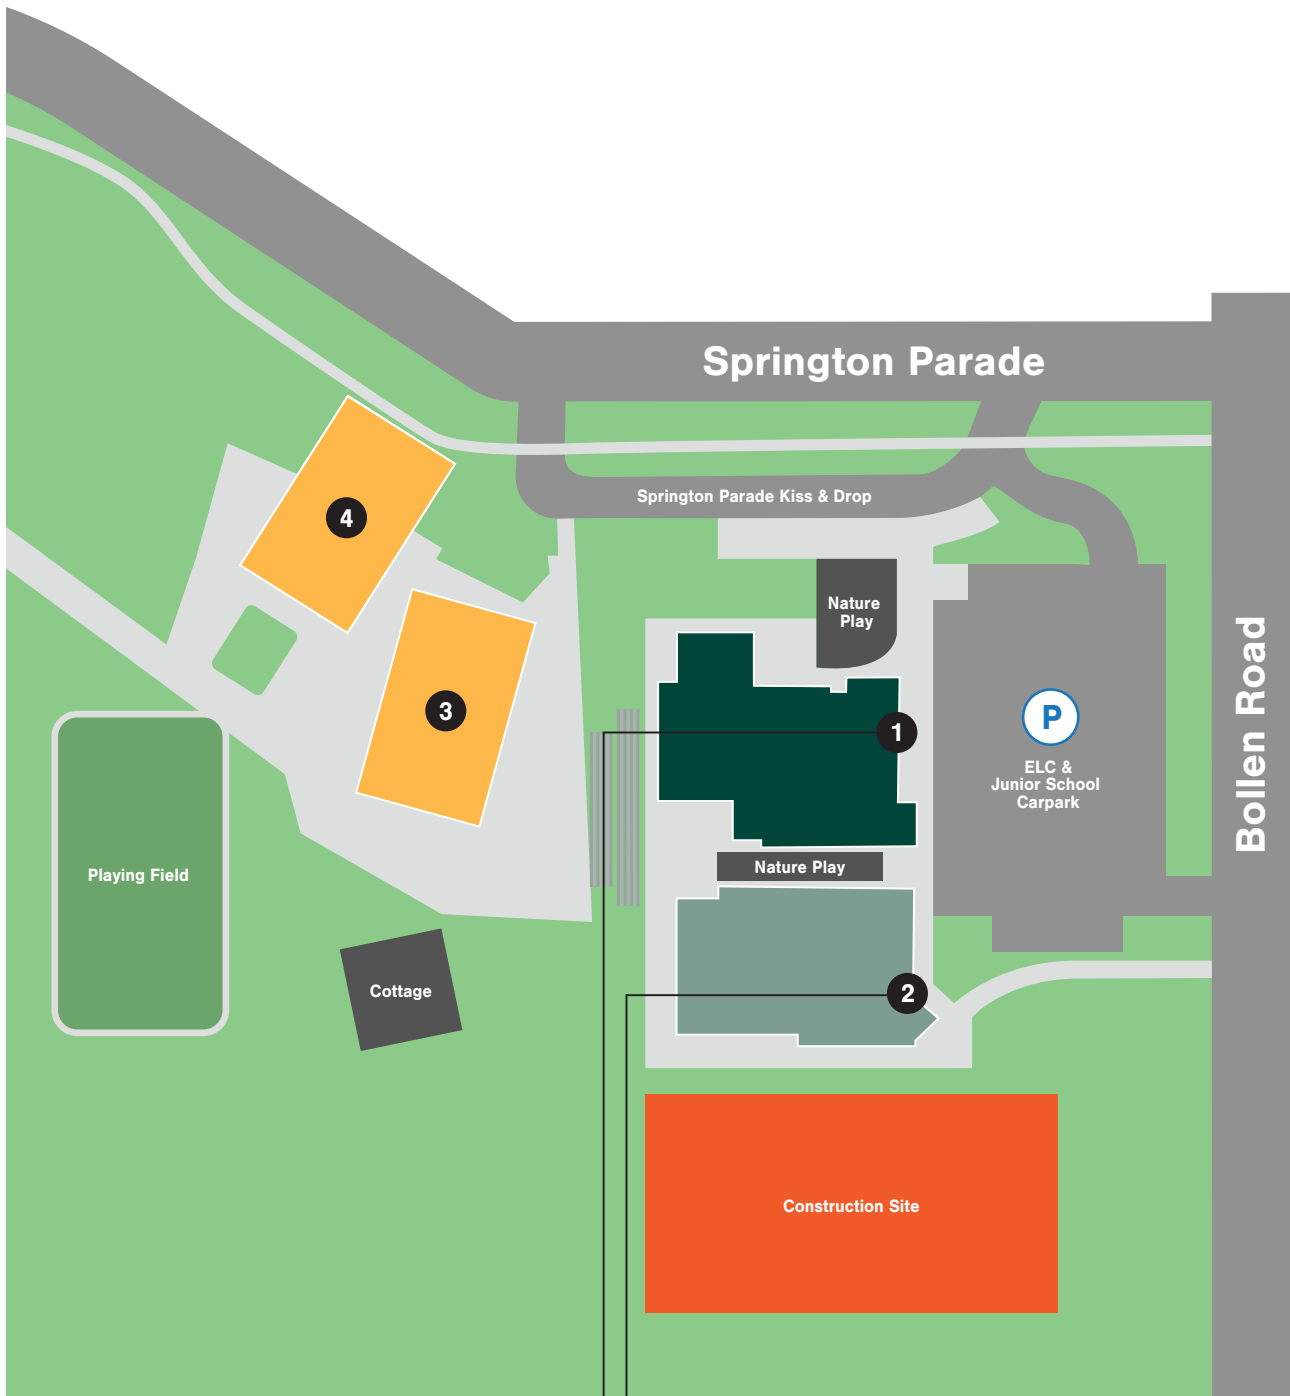 Springton Parade
4
Springton Parade Kiss & Drop
Nature
Play
3
1
P
ELC &
Junior School
Carpark
Bollen Road
Playing Field
Nature Play
Cottage
2
Construction Site